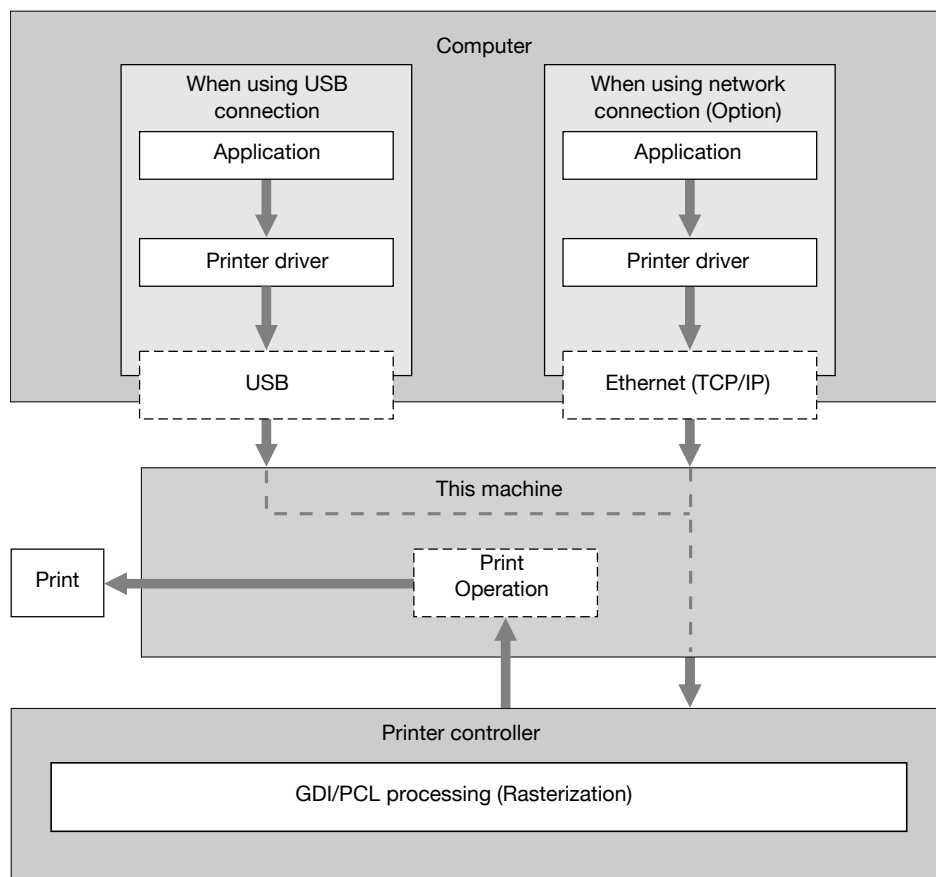 Computer
When using USB
connection
Application
Printer driver
USB
When using network
connection (Option)
Application
Printer driver
Ethernet (TCP/IP)
This machine
Print
Operation
Print
Printer controller
GDI/PCL processing (Rasterization)